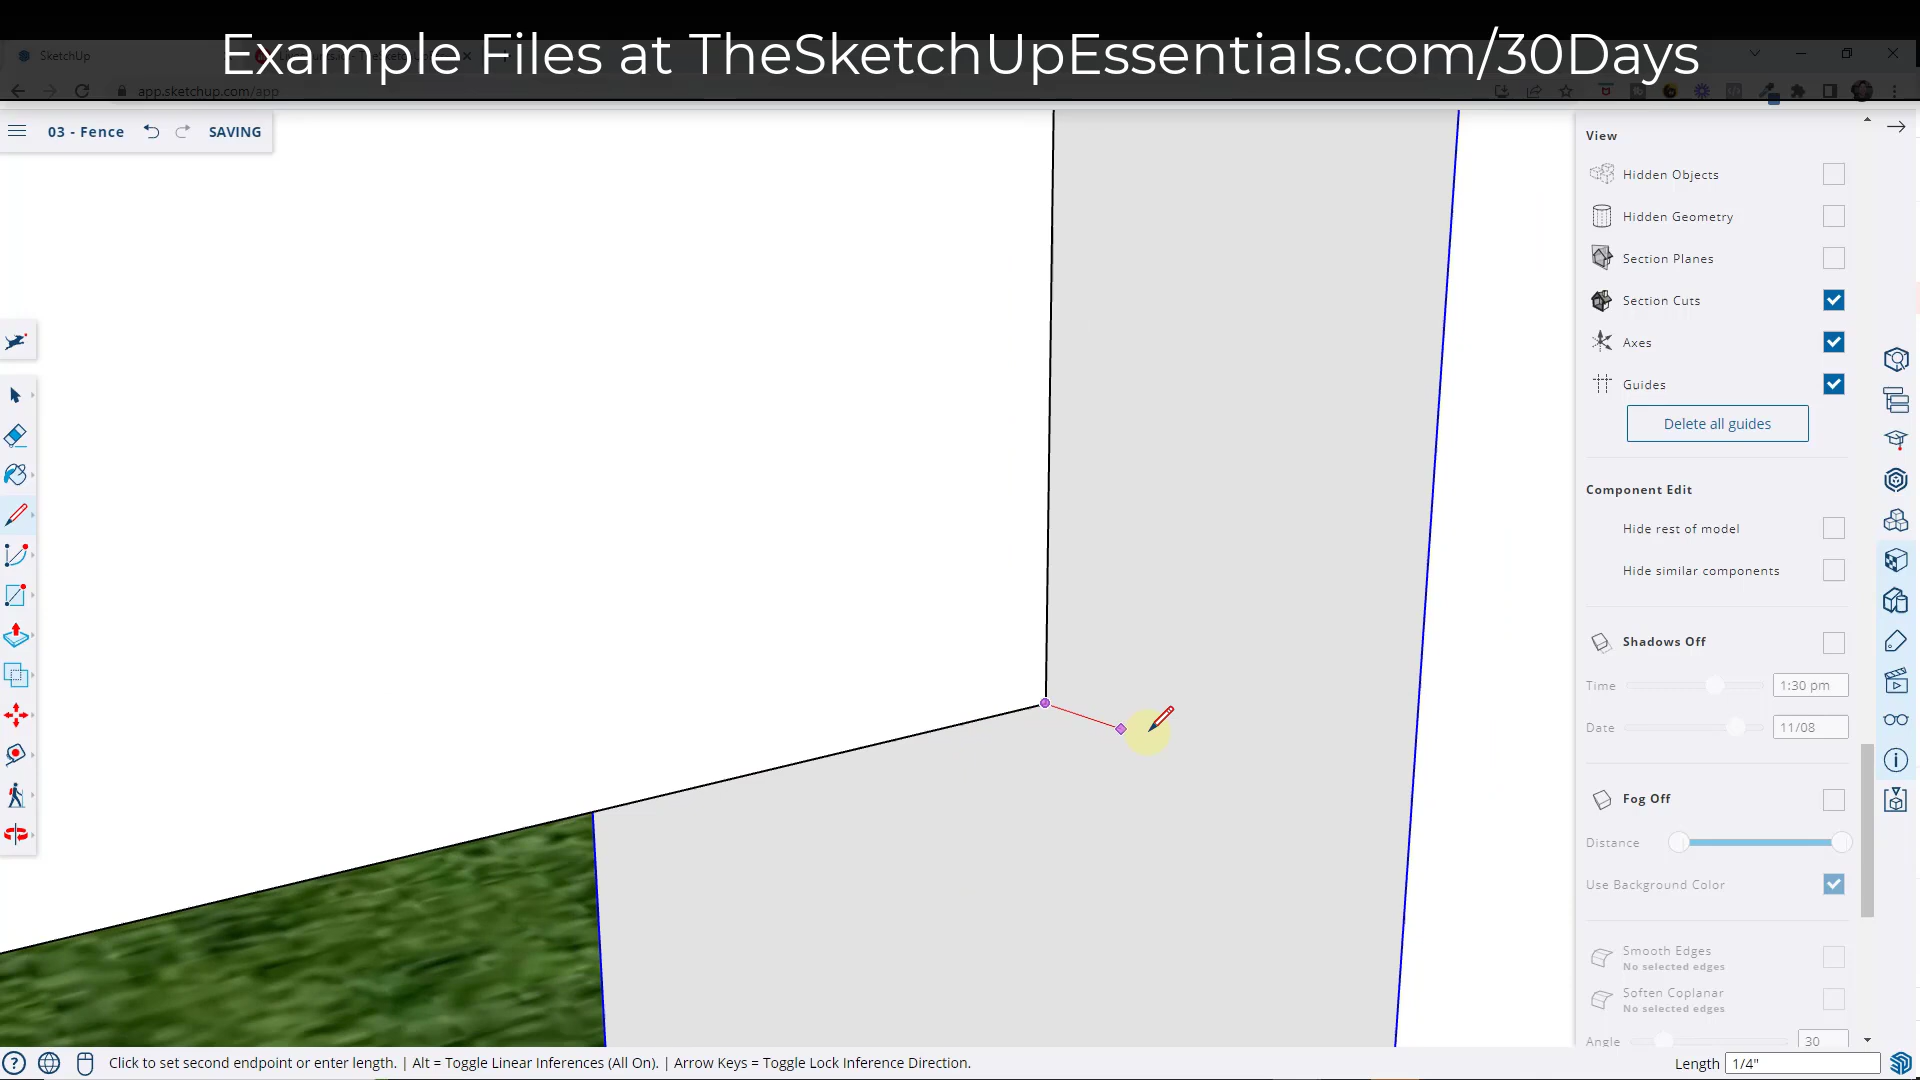 Example Files at TheSketchUpEssentials.com/30Days
SketchUp
app.sketchup.com/app
03 - Fence
SAVING
View
Hidden Objects
Hidden Geometry
Section Planes
Section Cuts
Axes
Guides
Delete all guides
Component Edit
Hide rest of model
Hide similar components
Shadows Off
Time
1:30 pm
Date
11/08
Fog Off
Distance
Use Background Color
Smooth Edges
No selected edges
Soften Coplanar
No selected edges
Angle
30
Click to set second endpoint or enter length. | Alt = Toggle Linear Inferences (All On). | Arrow Keys = Toggle Lock Inference Direction.
Length 1/4"